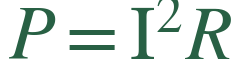 P = I²R